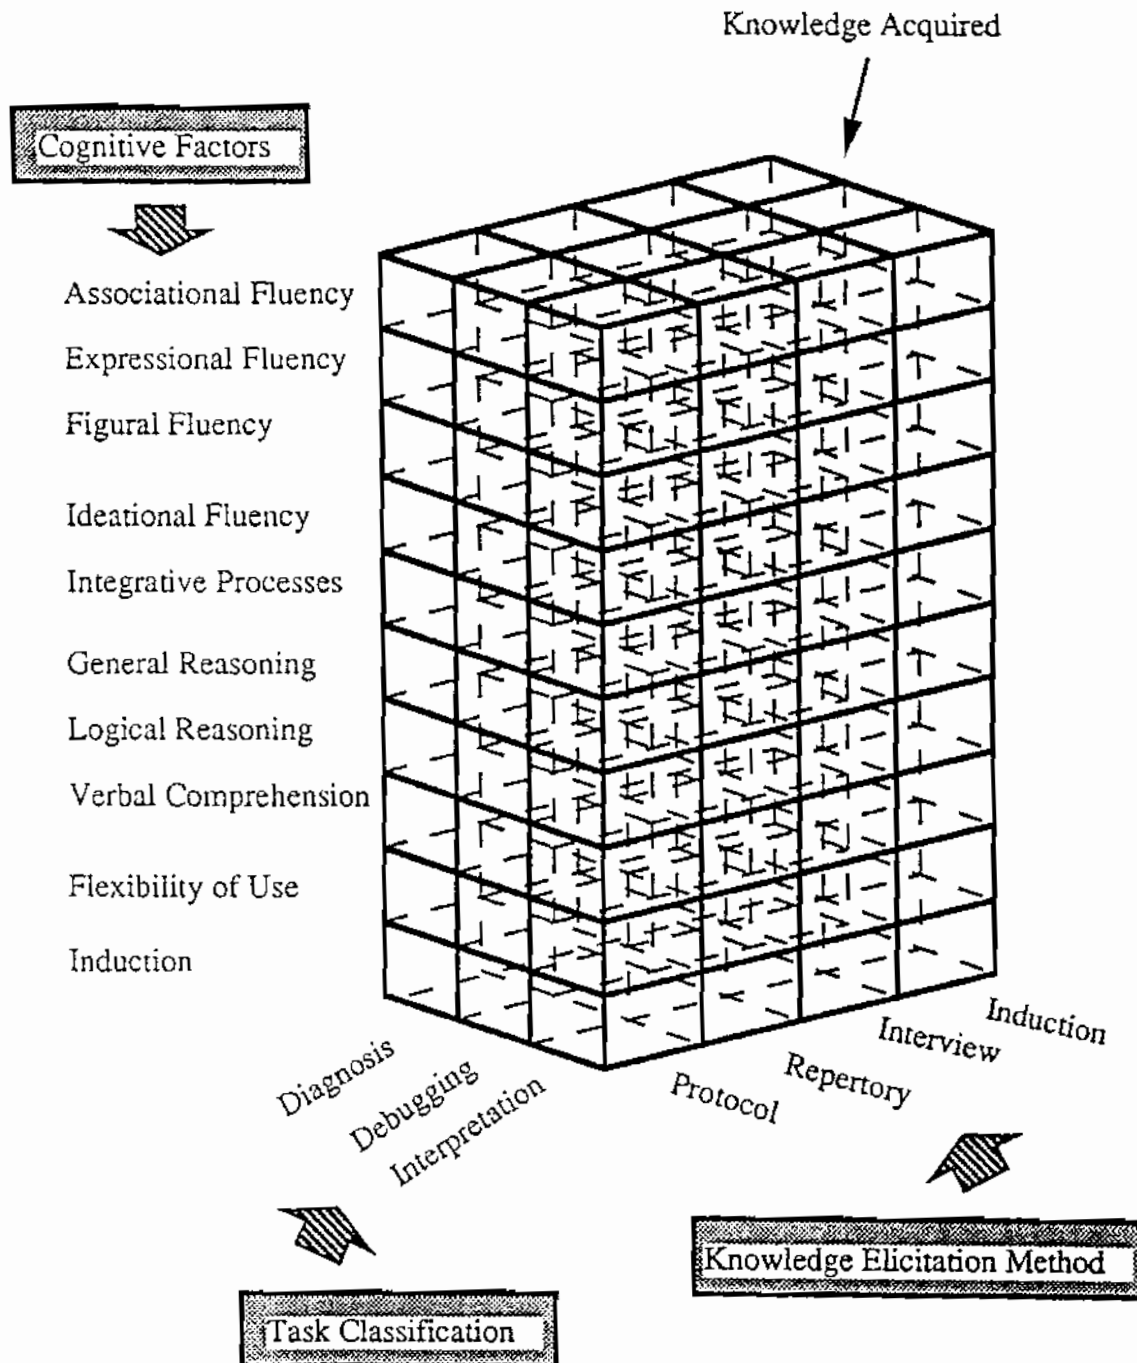 Knowledge Acquired
Cognitive Factors
Associational Fluency
Expressional Fluency
Figural Fluency
Ideational Fluency
Integrative Processes
General Reasoning
Logical Reasoning
Verbal Comprehension
Flexibility of Use
Induction
Diagnosis
Debugging
Interpretation
Protocol
Repertory
Interview
Induction
Knowledge Elicitation Method
Task Classification